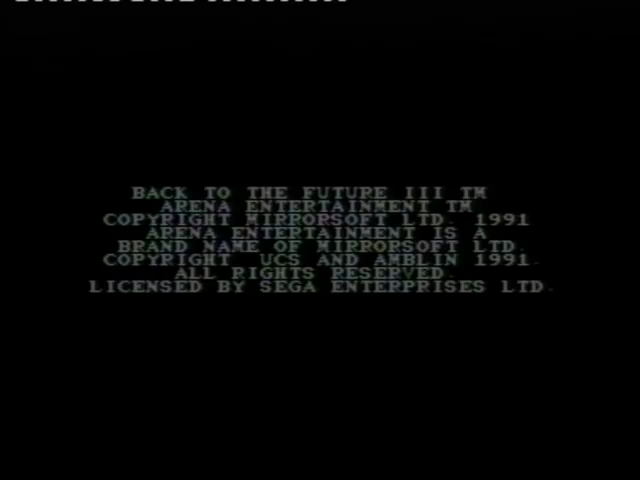 BACK TO THE FUTURE III TM
ARENA ENTERTAINMENT TM
COPYRIGHT MIRRORSOFT LTD. 1991
ARENA ENTERTAINMENT IS A
BRAND NAME OF MIRRORSOFT LTD.
COPYRIGHT UCS AND AMBLIN 1991.
ALL RIGHTS RESERVED.
LICENSED BY SEGA ENTERPRISES LTD.